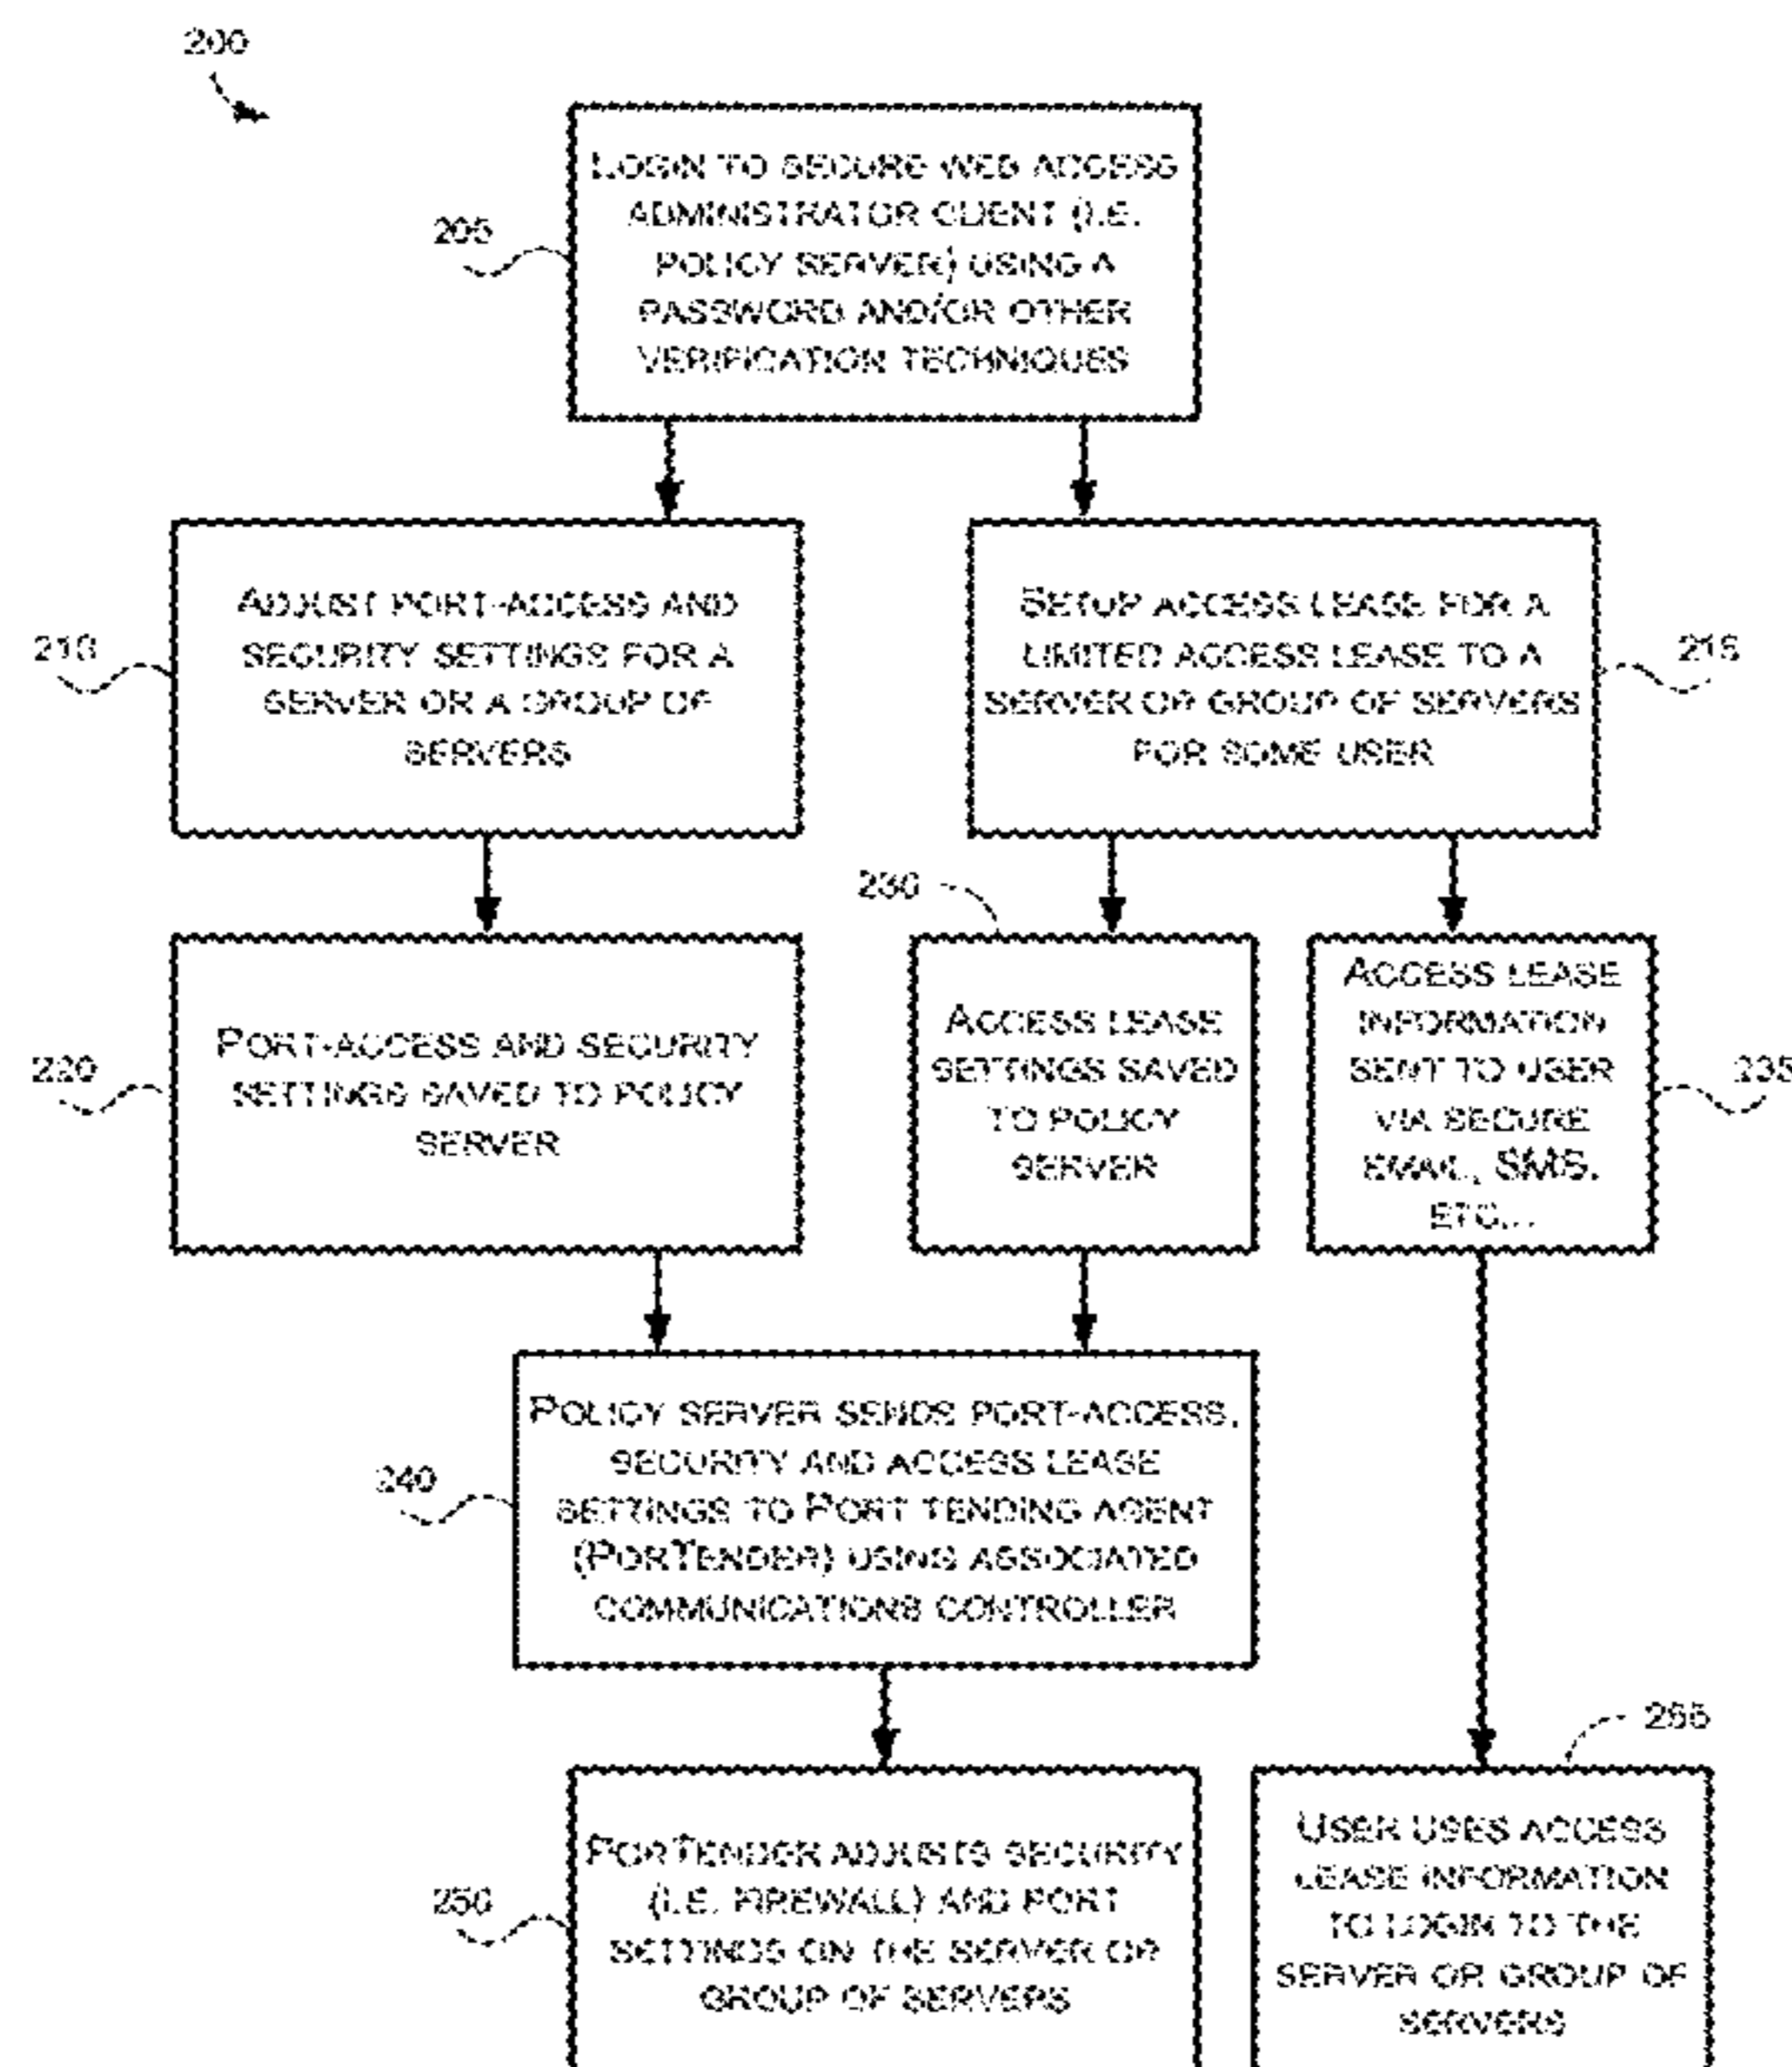 200
LOGIN TO SECURE WEB ACCESS
ADMINISTRATOR CLIENT (I.E.
POLICY SERVER) USING A
PASSWORD AND/OR OTHER
VERIFICATION TECHNIQUES
205
ADJUST PORT-ACCESS AND
SECURITY SETTINGS FOR A
SERVER OR A GROUP OF
SERVERS
210
SETUP ACCESS LEASE FOR A
LIMITED ACCESS LEASE TO A
SERVER OR GROUP OF SERVERS
FOR SOME USER
215
PORT-ACCESS AND SECURITY
SETTINGS SAVED TO POLICY
SERVER
220
230
ACCESS LEASE
SETTINGS SAVED
TO POLICY
SERVER
ACCESS LEASE
INFORMATION
SENT TO USER
VIA SECURE
EMAIL, SMS,
ETC...
235
POLICY SERVER SENDS PORT-ACCESS,
SECURITY AND ACCESS LEASE
SETTINGS TO PORT TENDING AGENT
(PORTENDER) USING ASSOCIATED
COMMUNICATIONS CONTROLLER
240
PORTENDER ADJUSTS SECURITY
(I.E. FIREWALL) AND PORT
SETTINGS ON THE SERVER OR
GROUP OF SERVERS
250
USER USES ACCESS
LEASE INFORMATION
TO LOGIN TO THE
SERVER OR GROUP OF
SERVERS